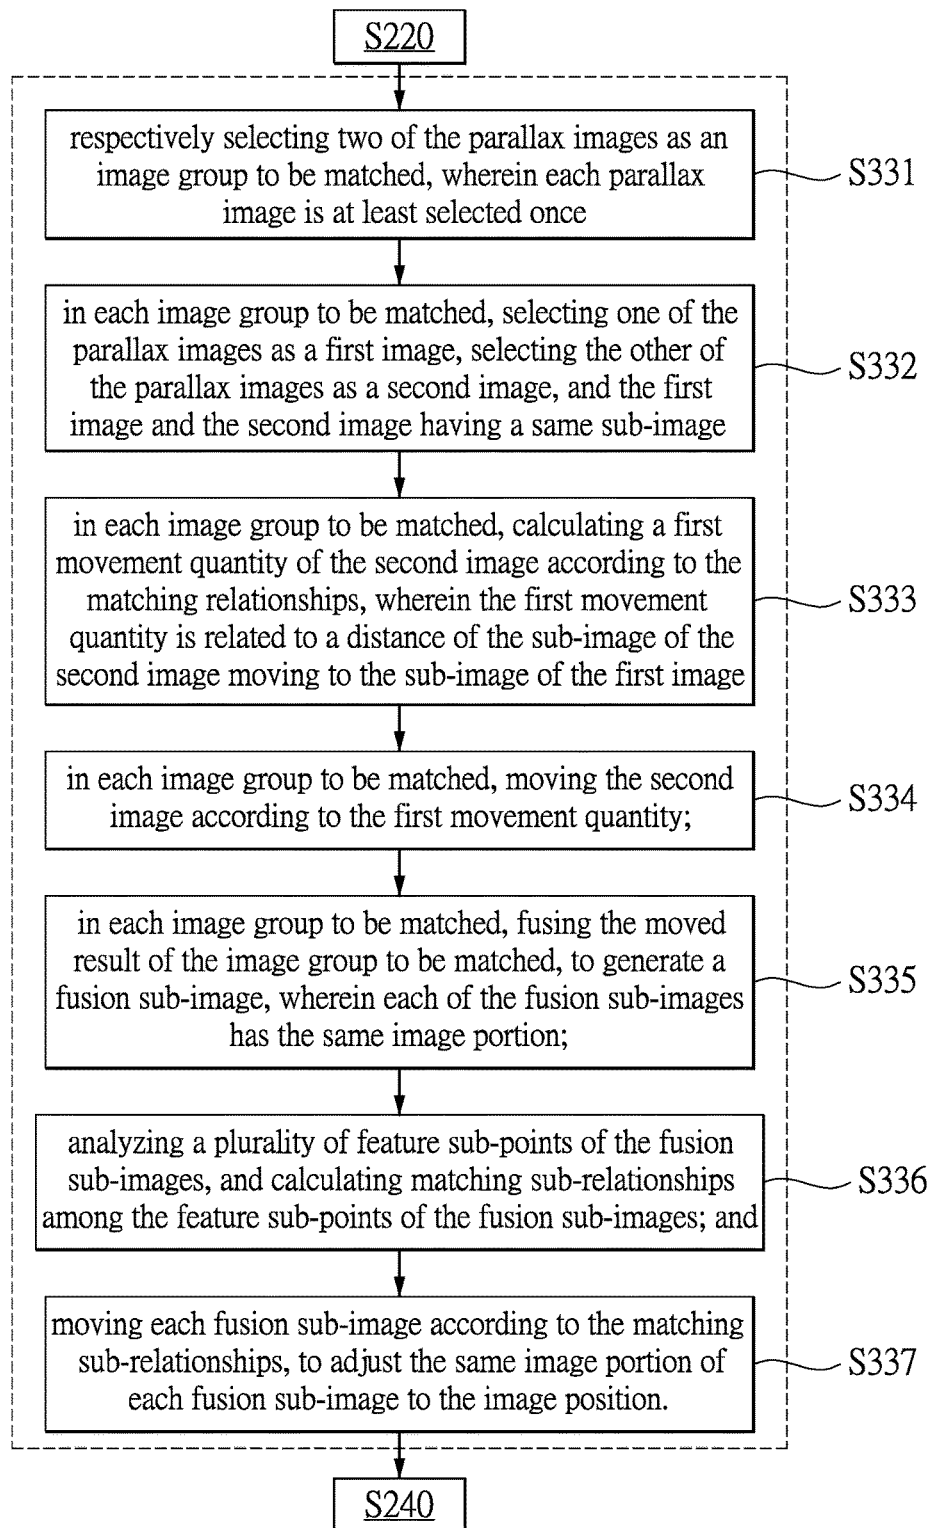 S220
respectively selecting two of the parallax images as an
image group to be matched, wherein each parallax
image is at least selected once
S331
in each image group to be matched, selecting one of the
parallax images as a first image, selecting the other of
the parallax images as a second image, and the first
image and the second image having a same sub-image
S332
in each image group to be matched, calculating a first
movement quantity of the second image according to the
matching relationships, wherein the first movement
quantity is related to a distance of the sub-image of the
second image moving to the sub-image of the first image
S333
in each image group to be matched, moving the second
image according to the first movement quantity;
S334
in each image group to be matched, fusing the moved
result of the image group to be matched, to generate a
fusion sub-image, wherein each of the fusion sub-images
has the same image portion;
S335
analyzing a plurality of feature sub-points of the fusion
sub-images, and calculating matching sub-relationships
among the feature sub-points of the fusion sub-images; and
S336
moving each fusion sub-image according to the matching
sub-relationships, to adjust the same image portion of
each fusion sub-image to the image position.
S337
S240